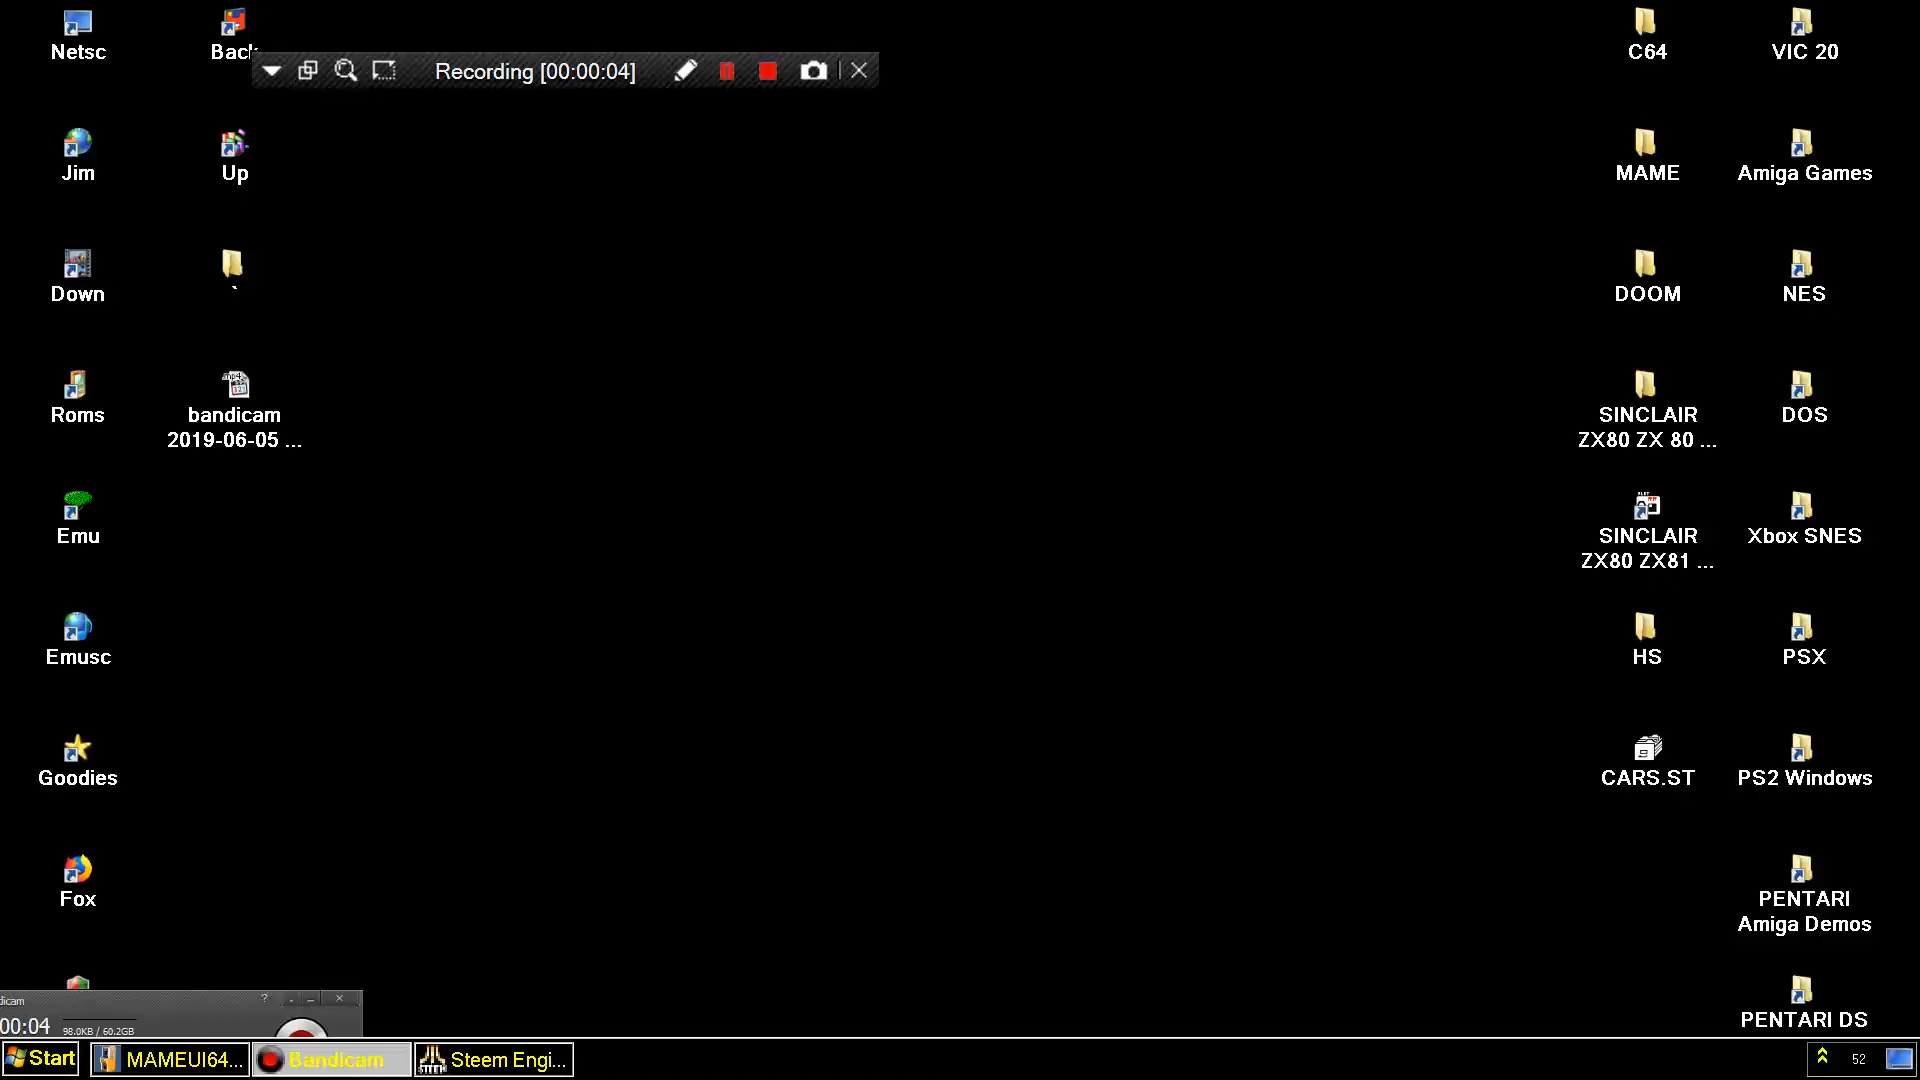 Netsc
Back
Recording [00:00:04]
C64
VIC 20
Jim
Up
MAME
Amiga Games
Down
`
DOOM
NES
mp4
321
Roms
bandicam
2019-06-05 ...
SINCLAIR
ZX80 ZX 80 ...
DOS
Emu
SINCLAIR
ZX80 ZX81 ...
Xbox SNES
Emusc
HS
PSX
Goodies
CARS.ST
PS2 Windows
Fox
PENTARI
Amiga Demos
dicam
?
00:04
98.0KB / 60.2GB
PENTARI DS
Start
MAMEUI64...
Bandicam
Steem Engi...
52